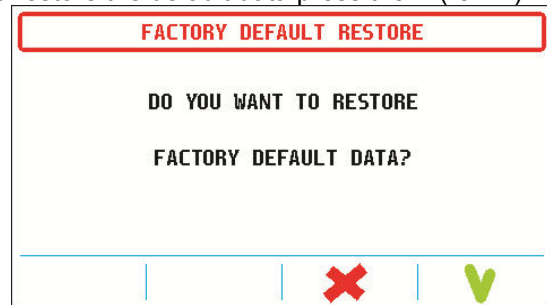 FACTORY DEFAULT RESTORE
DO YOU WANT TO RESTORE
FACTORY DEFAULT DATA?